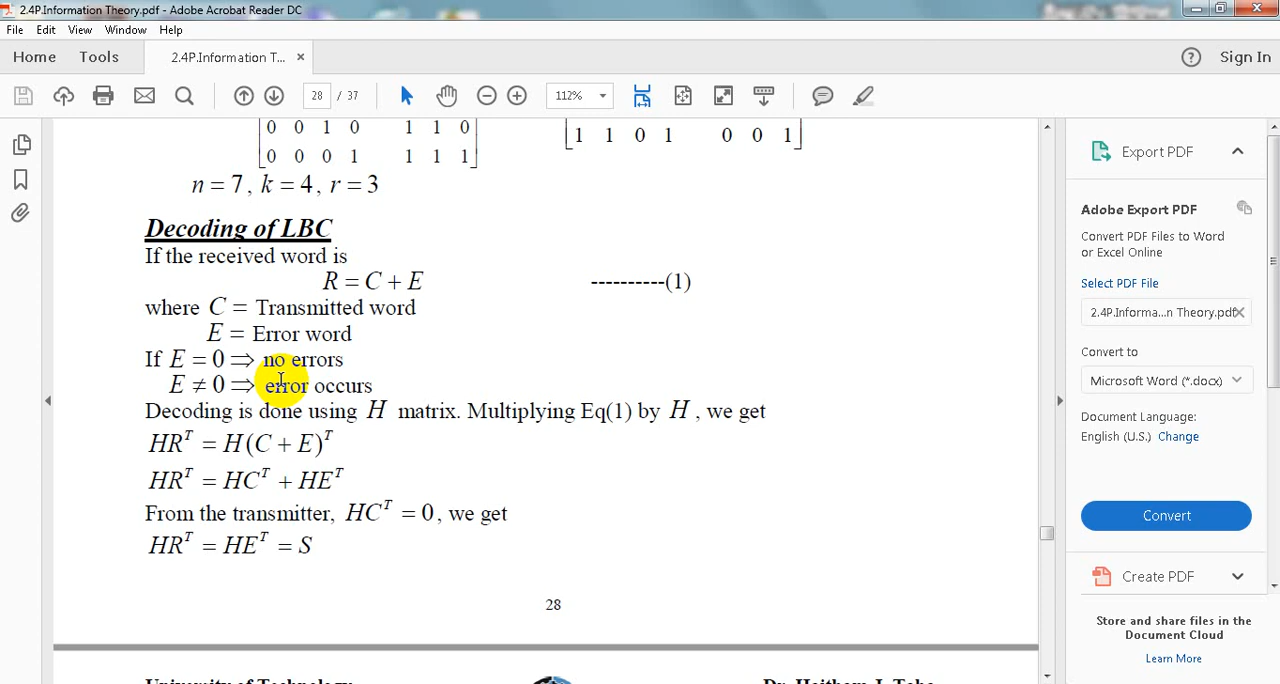 2.4P.Information Theory.pdf - Adobe Acrobat Reader DC
File Edit View Window Help
Home Tools 2.4P.Information T... × Sign In
28 / 37 112%
0 0 1 0 1 1 0
1 1 0 1 0 0 1
0 0 0 1 1 1 1
n = 7 , k = 4 , r = 3
Decoding of LBC
If the received word is
R = C + E ----------(1)
where C = Transmitted word
E = Error word
If E = 0 ⇒ no errors
E ≠ 0 ⇒ error occurs
Decoding is done using H matrix. Multiplying Eq(1) by H , we get
HR^T = H(C + E)^T
HR^T = HC^T + HE^T
From the transmitter, HC^T = 0 , we get
HR^T = HE^T = S
28
Export PDF
Adobe Export PDF
Convert PDF Files to Word
or Excel Online
Select PDF File
2.4P.Informa...n Theory.pdf
Convert to
Microsoft Word (*.docx)
Document Language:
English (U.S.) Change
Convert
Create PDF
Store and share files in the
Document Cloud
Learn More